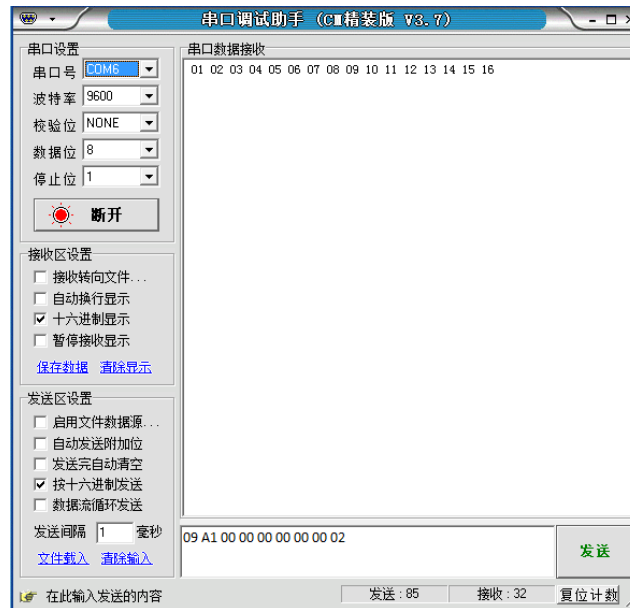 串口调试助手 (CM精装版 V3.7)
串口设置
串口号 COM6
波特率 9600
校验位 NONE
数据位 8
停止位 1
断开
接收区设置
接收转向文件...
自动换行显示
十六进制显示
暂停接收显示
保存数据 清除显示
发送区设置
启用文件数据源...
自动发送附加位
发送完自动清空
按十六进制发送
数据流循环发送
发送间隔 1 毫秒
文件载入 清除输入
串口数据接收
01 02 03 04 05 06 07 08 09 10 11 12 13 14 15 16
09 A1 00 00 00 00 00 00 02
发送
在此输入发送的内容
发送 : 85
接收 : 32
复位计数